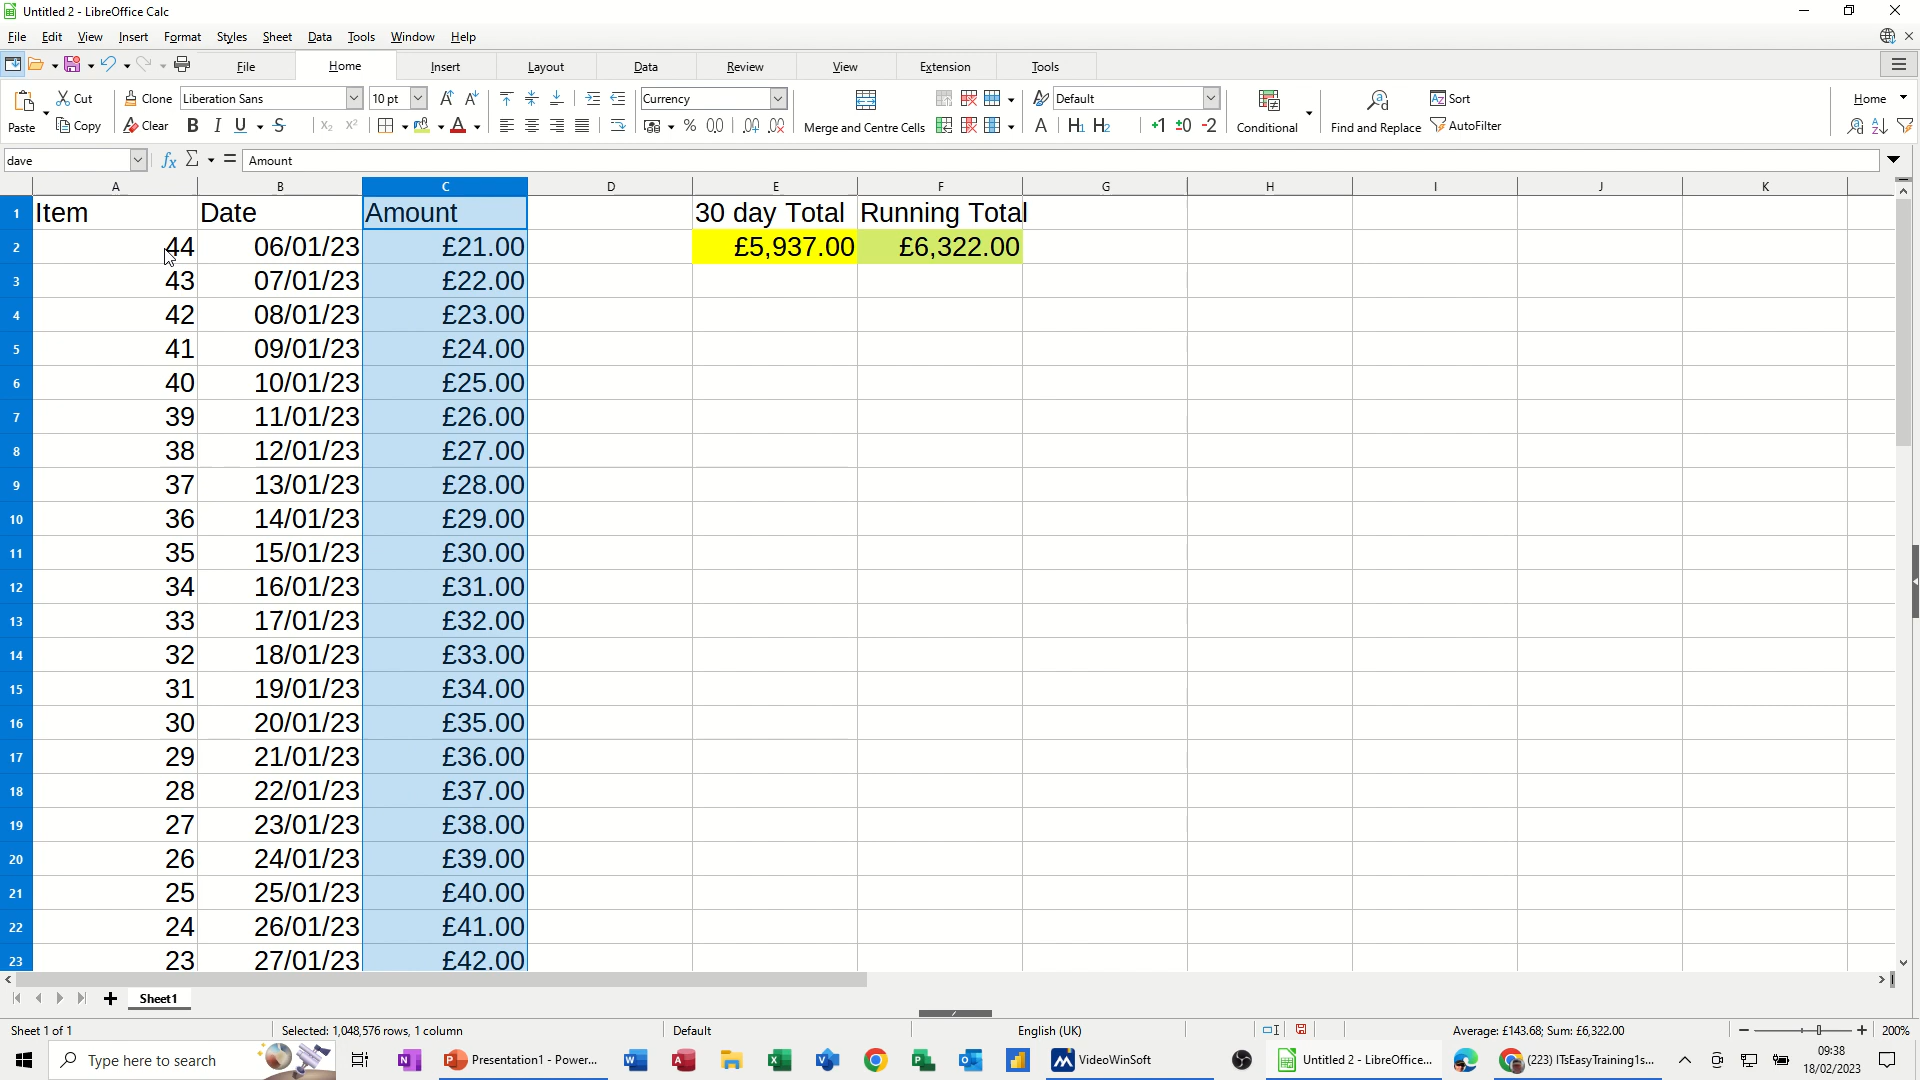 Untitled 2 - LibreOffice Calc
File Edit View Insert Format Styles Sheet Data Tools Window Help
File Home Insert Layout Data Review View Extension Tools
Paste Cut Copy Clone Clear Liberation Sans 10 pt Currency Merge and Centre Cells Default Conditional Find and Replace Sort AutoFilter Home
dave Amount
A B C D E F G H I J K
1 Item Date Amount 30 day Total Running Total
2 44 06/01/23 £21.00 £5,937.00 £6,322.00
3 43 07/01/23 £22.00
4 42 08/01/23 £23.00
5 41 09/01/23 £24.00
6 40 10/01/23 £25.00
7 39 11/01/23 £26.00
8 38 12/01/23 £27.00
9 37 13/01/23 £28.00
10 36 14/01/23 £29.00
11 35 15/01/23 £30.00
12 34 16/01/23 £31.00
13 33 17/01/23 £32.00
14 32 18/01/23 £33.00
15 31 19/01/23 £34.00
16 30 20/01/23 £35.00
17 29 21/01/23 £36.00
18 28 22/01/23 £37.00
19 27 23/01/23 £38.00
20 26 24/01/23 £39.00
21 25 25/01/23 £40.00
22 24 26/01/23 £41.00
23 23 27/01/23 £42.00
Sheet1
Sheet 1 of 1 Selected: 1,048,576 rows, 1 column Default English (UK) Average: £143.68; Sum: £6,322.00 200%
Type here to search Presentation1 - Power... VideoWinSoft Untitled 2 - LibreOffice... (223) ITsEasyTraining1s... 09:38
18/02/2023